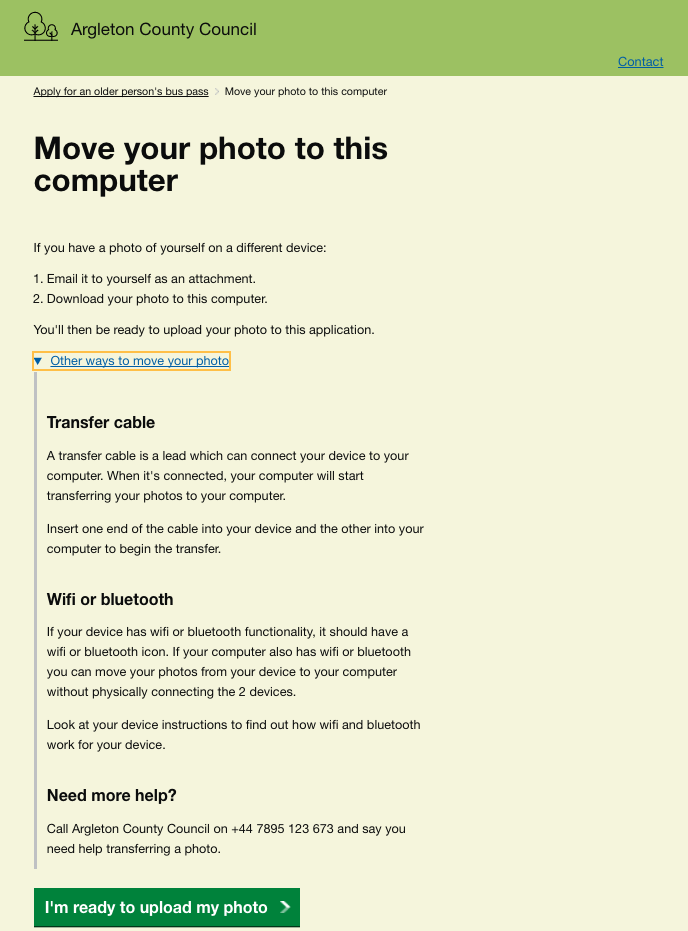 Argleton County Council
Contact
Apply for an older person's bus pass > Move your photo to this computer
Move your photo to this
computer
If you have a photo of yourself on a different device:
1. Email it to yourself as an attachment.
2. Download your photo to this computer.
You'll then be ready to upload your photo to this application.
▼ Other ways to move your photo
Transfer cable
A transfer cable is a lead which can connect your device to your
computer. When it's connected, your computer will start
transferring your photos to your computer.
Insert one end of the cable into your device and the other into your
computer to begin the transfer.
Wifi or bluetooth
If your device has wifi or bluetooth functionality, it should have a
wifi or bluetooth icon. If your computer also has wifi or bluetooth
you can move your photos from your device to your computer
without physically connecting the 2 devices.
Look at your device instructions to find out how wifi and bluetooth
work for your device.
Need more help?
Call Argleton County Council on +44 7895 123 673 and say you
need help transferring a photo.
I'm ready to upload my photo